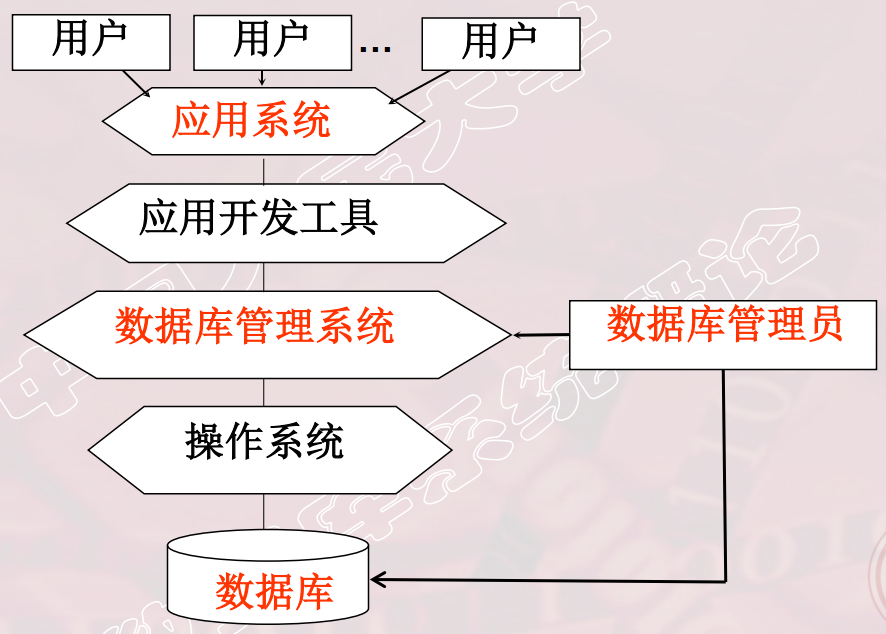 用户
用户
...
用户
应用系统
应用开发工具
数据库管理系统
数据库管理员
操作系统
数据库